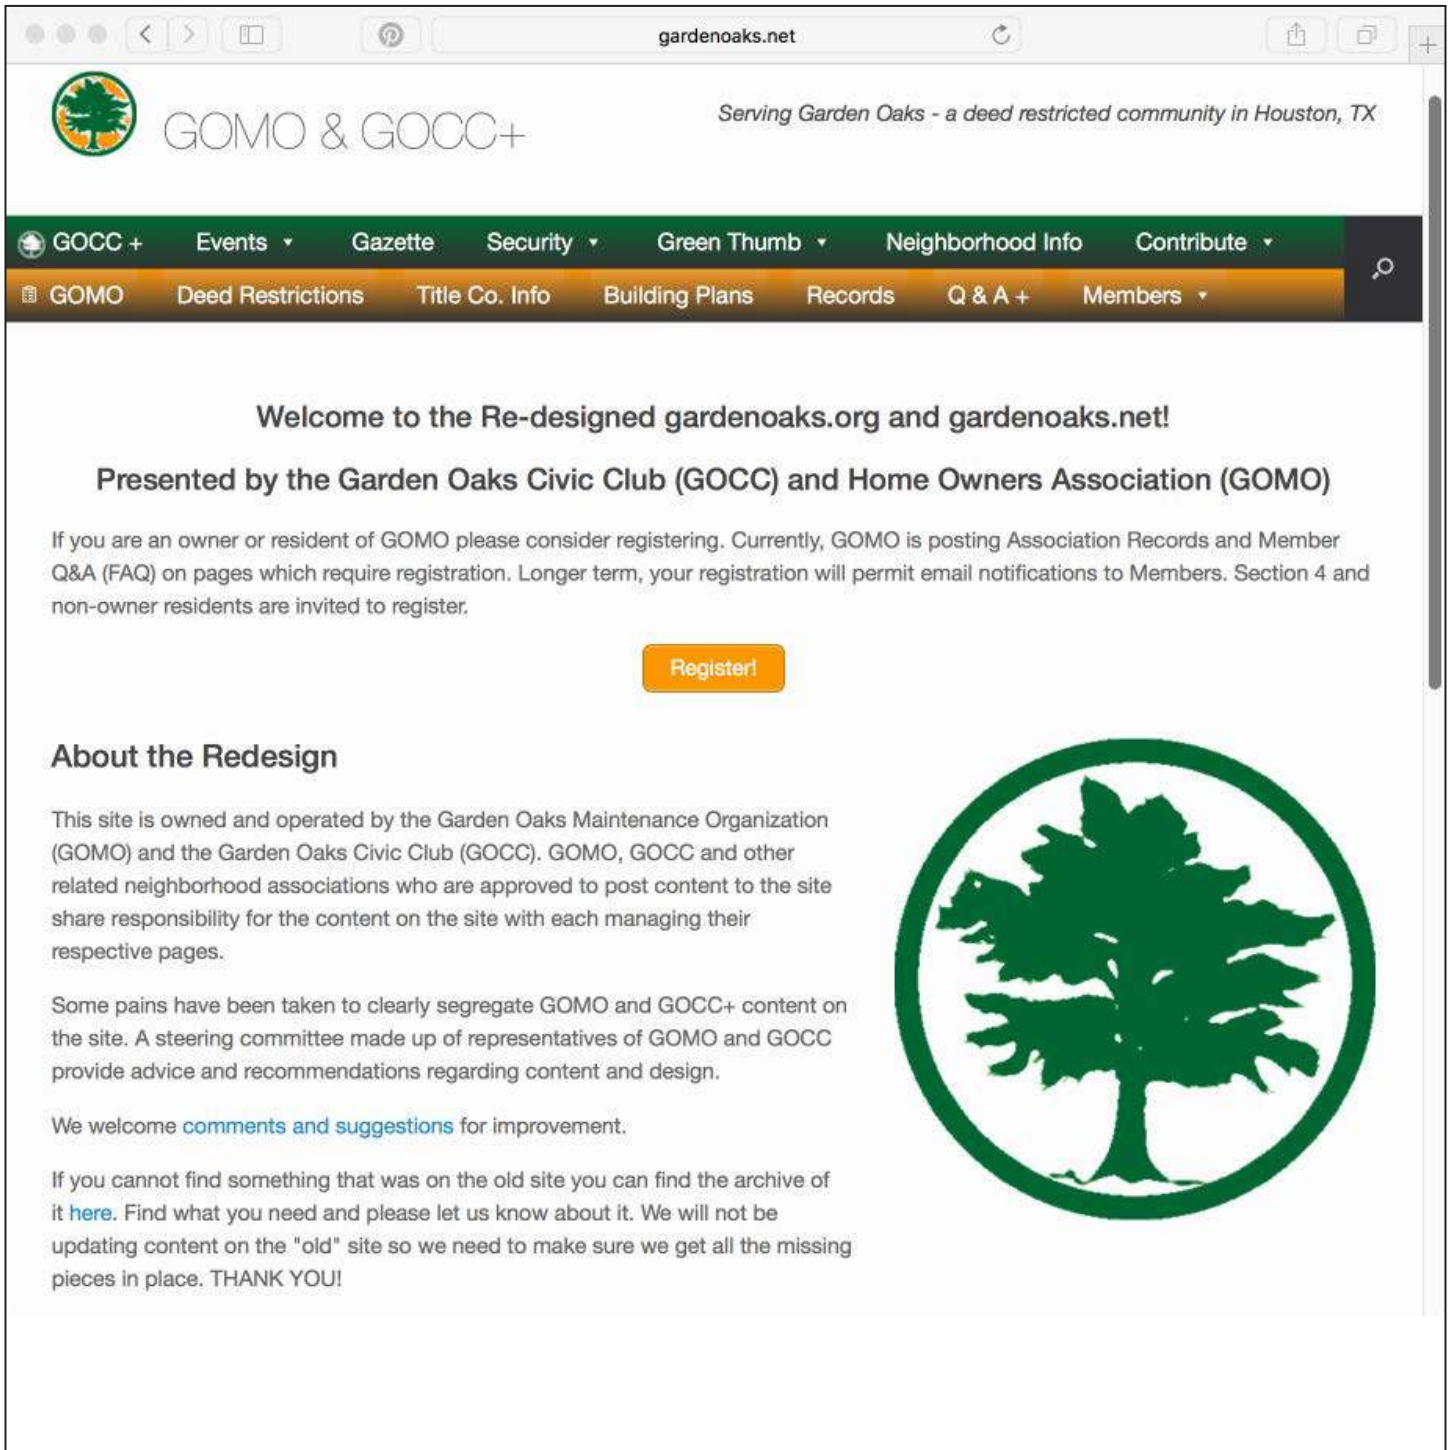 gardenoaks.net
GOMO & GOCC+
Serving Garden Oaks - a deed restricted community in Houston, TX
GOCC + Events Gazette Security Green Thumb Neighborhood Info Contribute
GOMO Deed Restrictions Title Co. Info Building Plans Records Q & A + Members
Welcome to the Re-designed gardenoaks.org and gardenoaks.net!
Presented by the Garden Oaks Civic Club (GOCC) and Home Owners Association (GOMO)
If you are an owner or resident of GOMO please consider registering. Currently, GOMO is posting Association Records and Member
Q&A (FAQ) on pages which require registration. Longer term, your registration will permit email notifications to Members. Section 4 and
non-owner residents are invited to register.
Register!
About the Redesign
This site is owned and operated by the Garden Oaks Maintenance Organization
(GOMO) and the Garden Oaks Civic Club (GOCC). GOMO, GOCC and other
related neighborhood associations who are approved to post content to the site
share responsibility for the content on the site with each managing their
respective pages.
Some pains have been taken to clearly segregate GOMO and GOCC+ content on
the site. A steering committee made up of representatives of GOMO and GOCC
provide advice and recommendations regarding content and design.
We welcome comments and suggestions for improvement.
If you cannot find something that was on the old site you can find the archive of
it here. Find what you need and please let us know about it. We will not be
updating content on the "old" site so we need to make sure we get all the missing
pieces in place. THANK YOU!